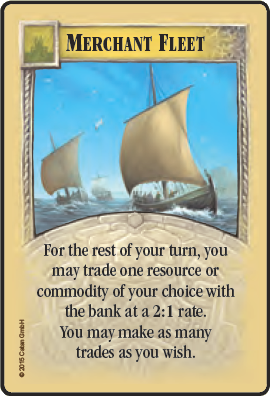 MERCHANT FLEET
For the rest of your turn, you
may trade one resource or
commodity of your choice with
the bank at a 2:1 rate.
You may make as many
trades as you wish.
© 2015 Catan GmbH